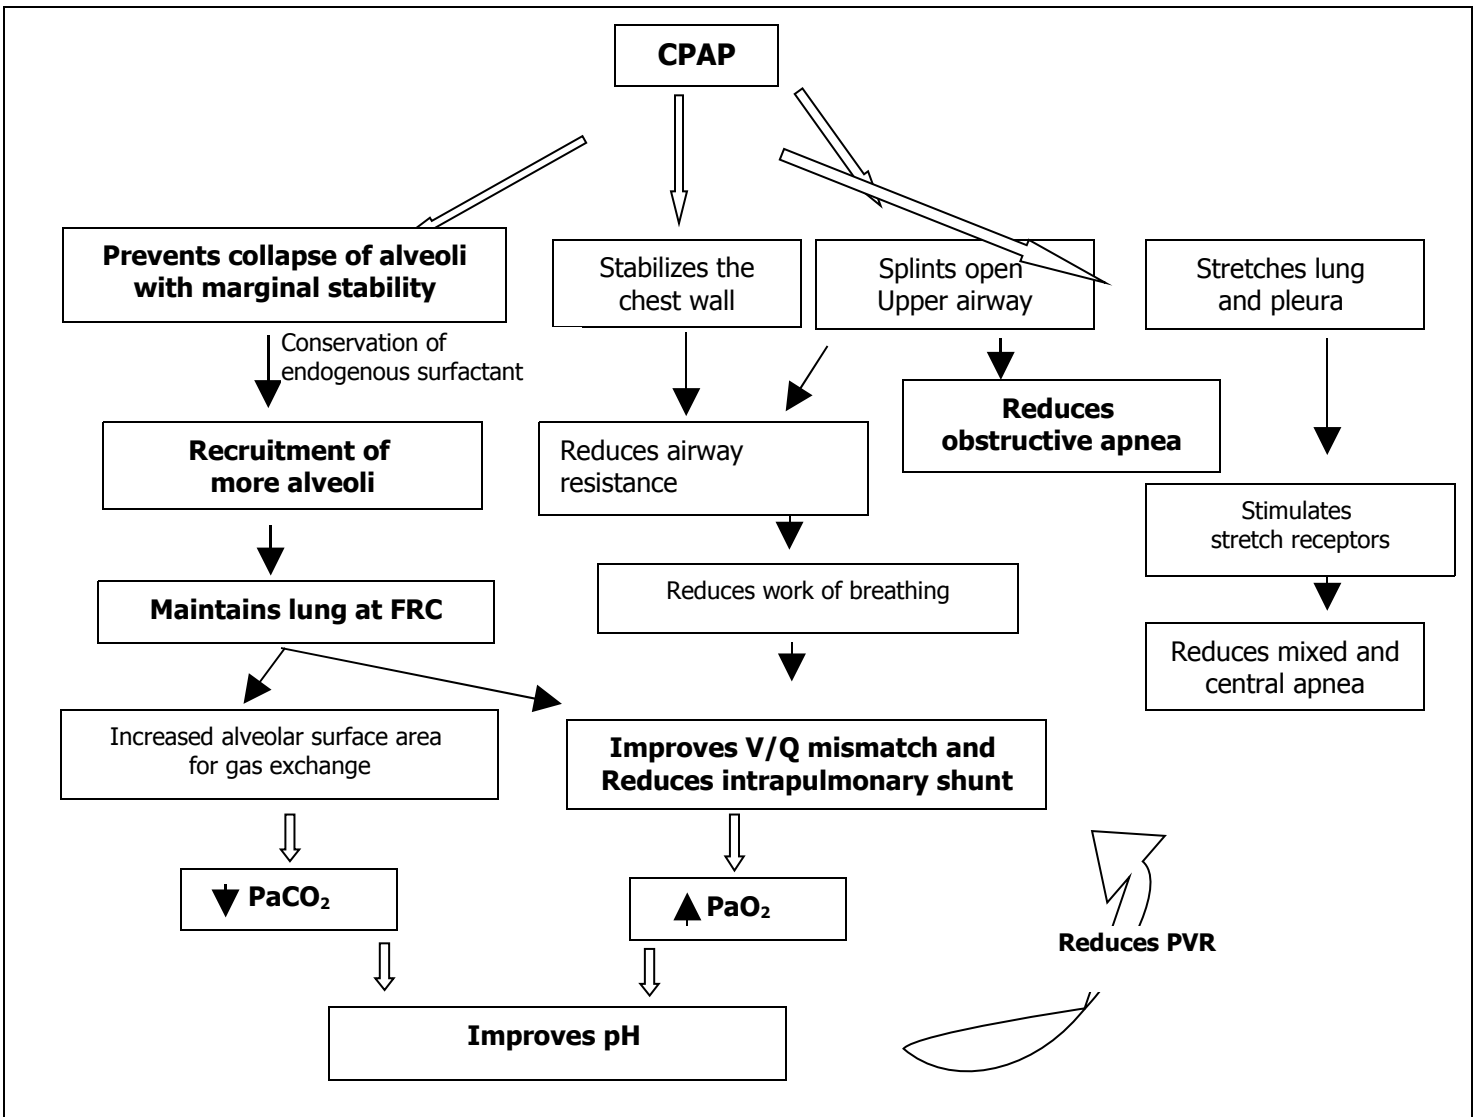 CPAP
Prevents collapse of alveoli
with marginal stability
Stabilizes the
chest wall
Splints open
Upper airway
Stretches lung
and pleura
Conservation of
endogenous surfactant
Reduces
obstructive apnea
Recruitment of
more alveoli
Reduces airway
resistance
Stimulates
stretch receptors
Maintains lung at FRC
Reduces work of breathing
Reduces mixed and
central apnea
Increased alveolar surface area
for gas exchange
Improves V/Q mismatch and
Reduces intrapulmonary shunt
PaCO₂
PaO₂
Reduces PVR
Improves pH